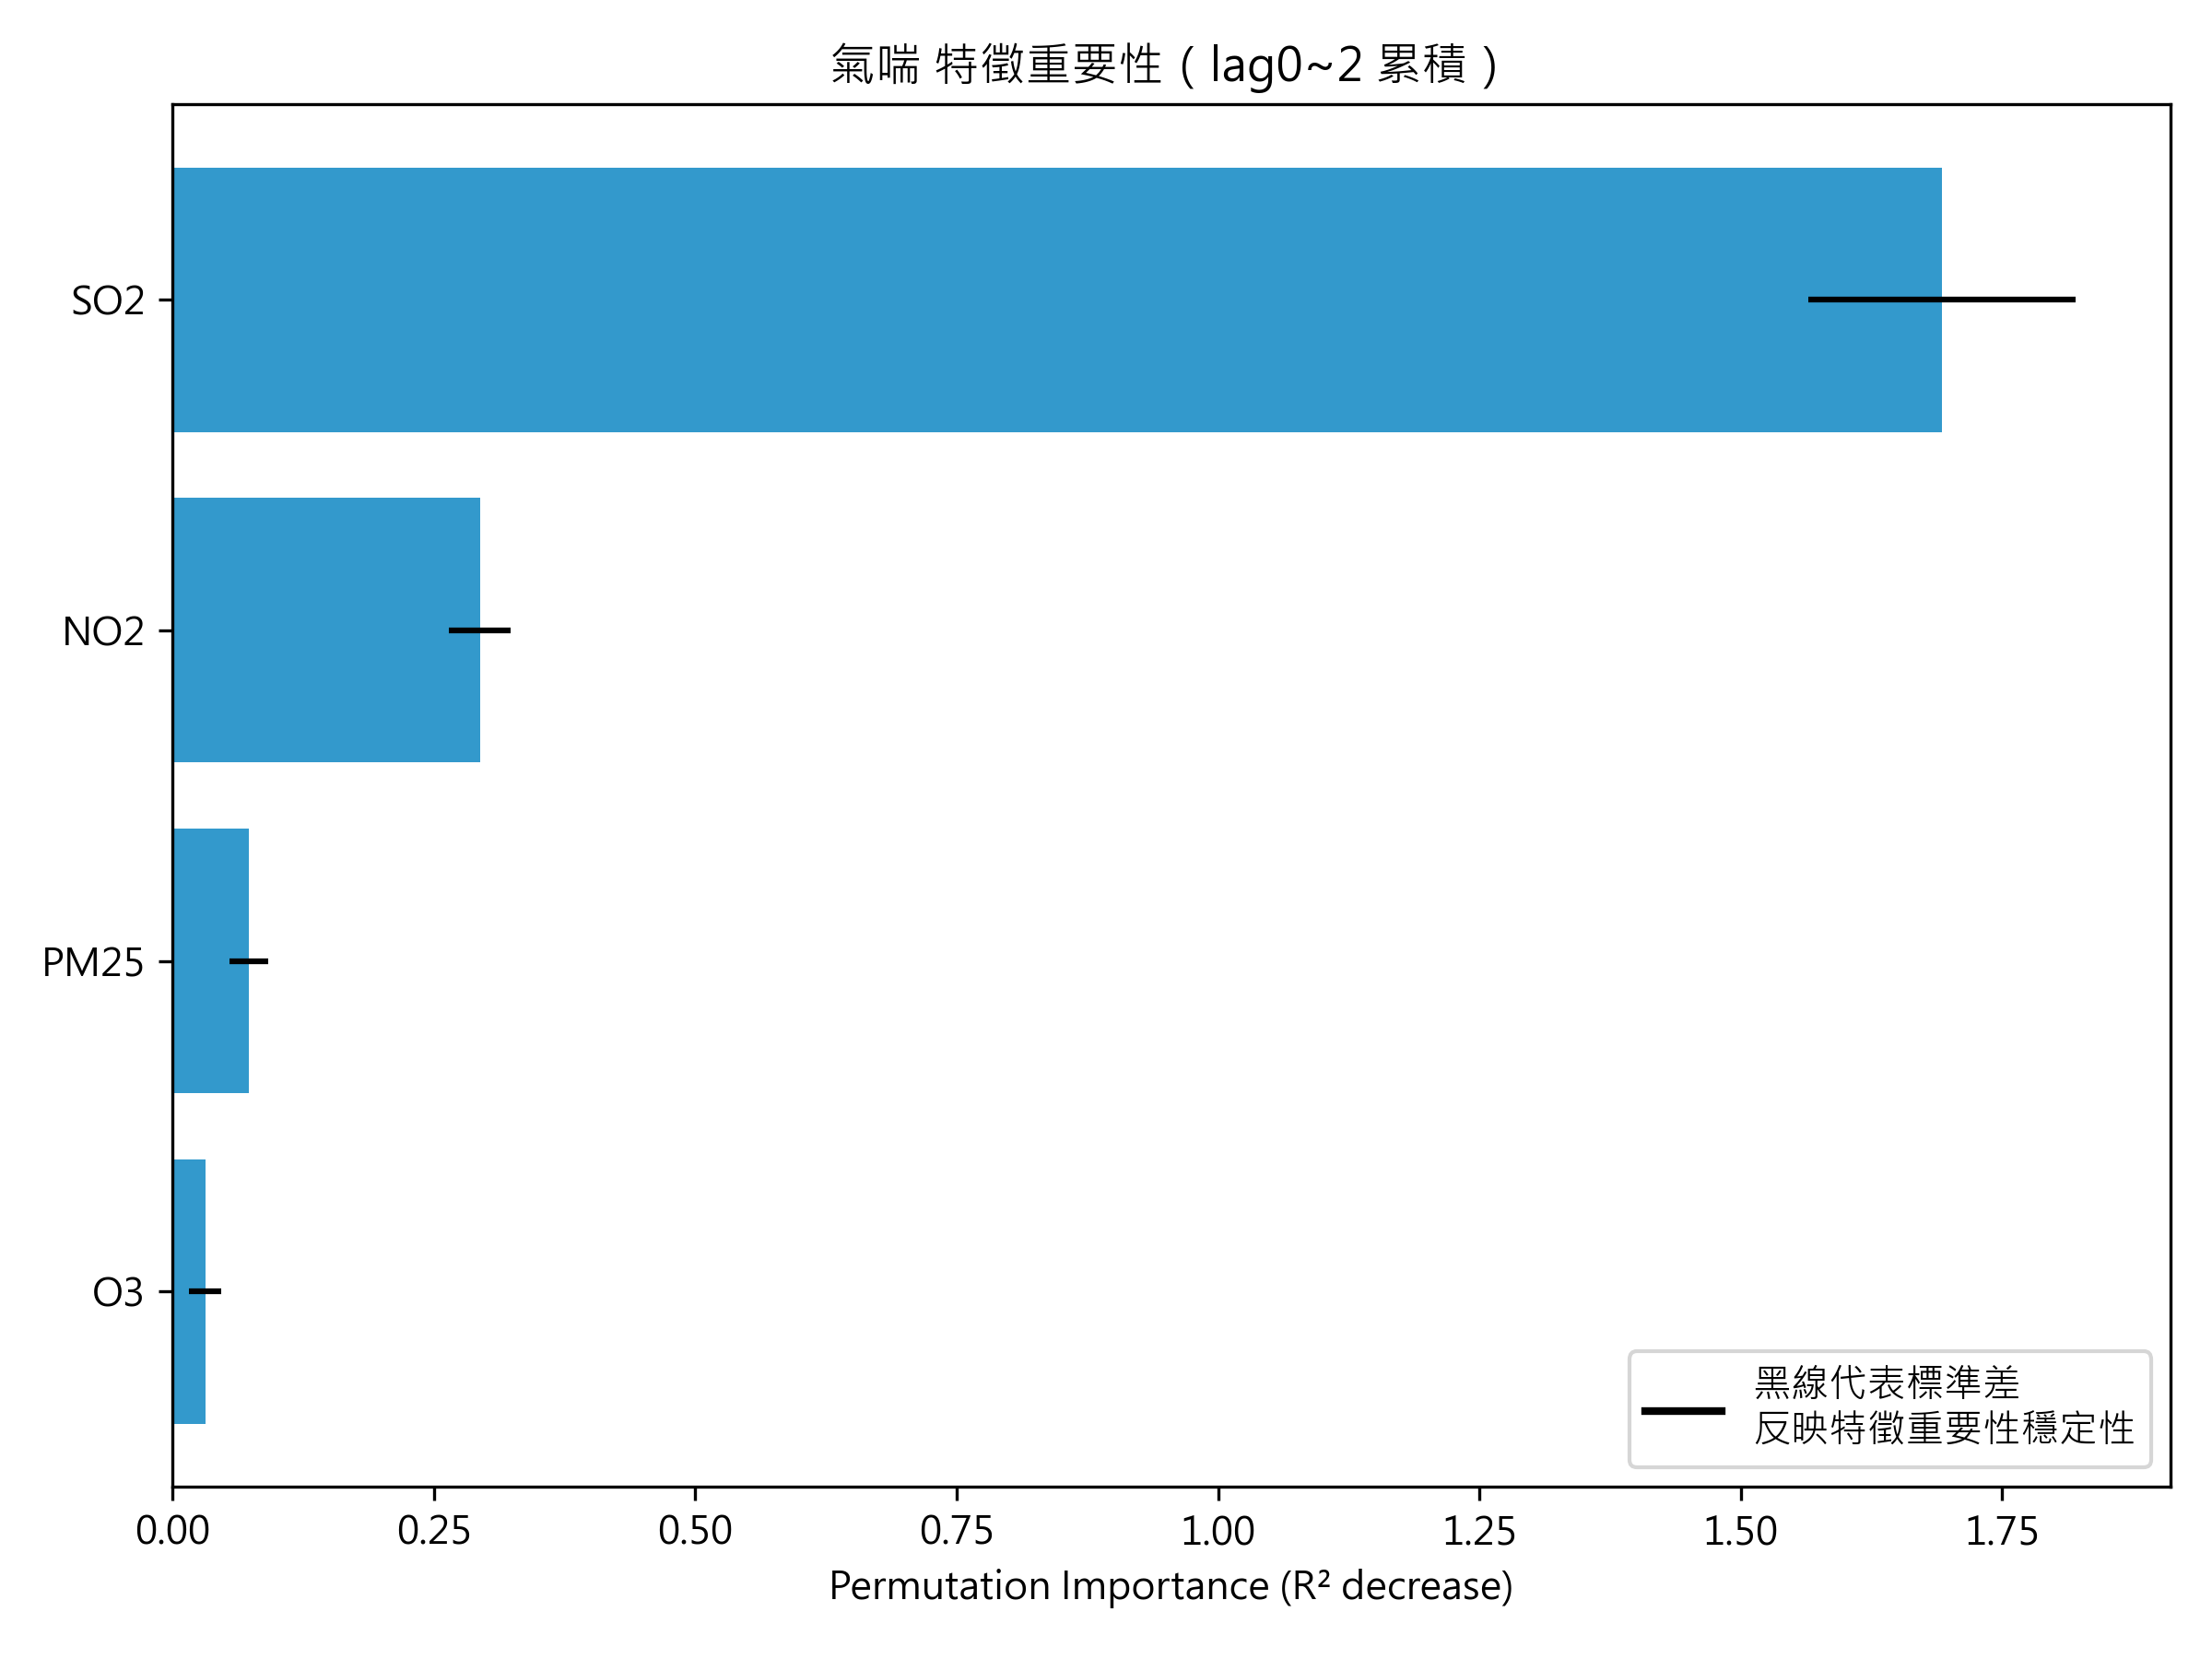 氣喘 特徵重要性（lag0~2 累積）
SO2
NO2
PM25
O3
黑線代表標準差
反映特徵重要性穩定性
0.00 0.25 0.50 0.75 1.00 1.25 1.50 1.75
Permutation Importance (R² decrease)